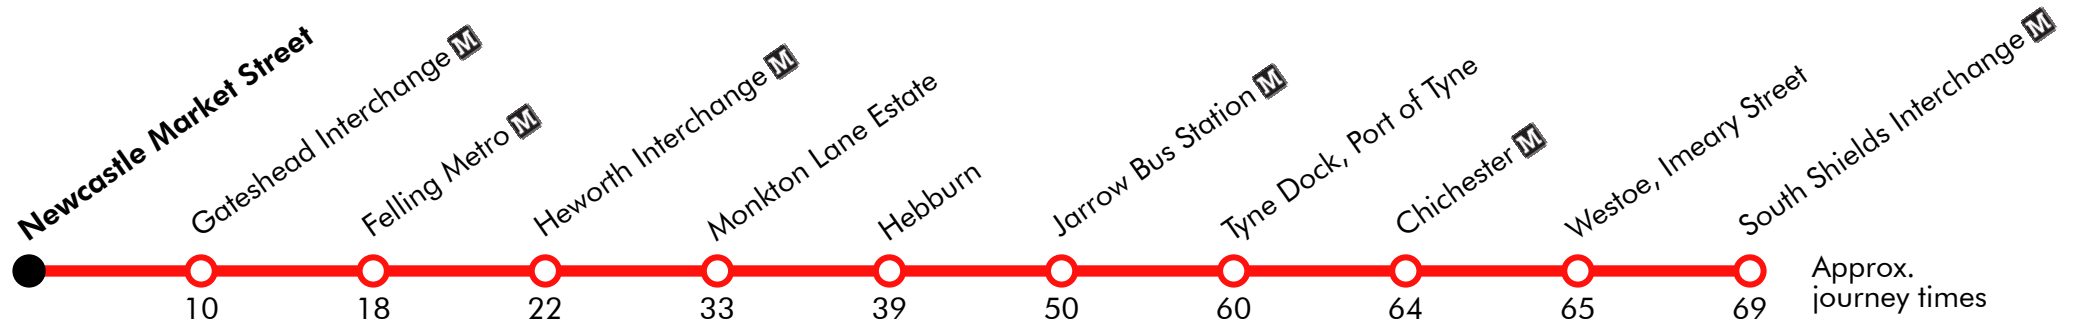 Newcastle Market Street
Gateshead Interchange M
Felling Metro M
Heworth Interchange M
Monkton Lane Estate
Hebburn
Jarrow Bus Station M
Tyne Dock, Port of Tyne
Chichester M
Westoe, Imeary Street
South Shields Interchange M
10 18 22 33 39 50 60 64 65 69
Approx.
journey times